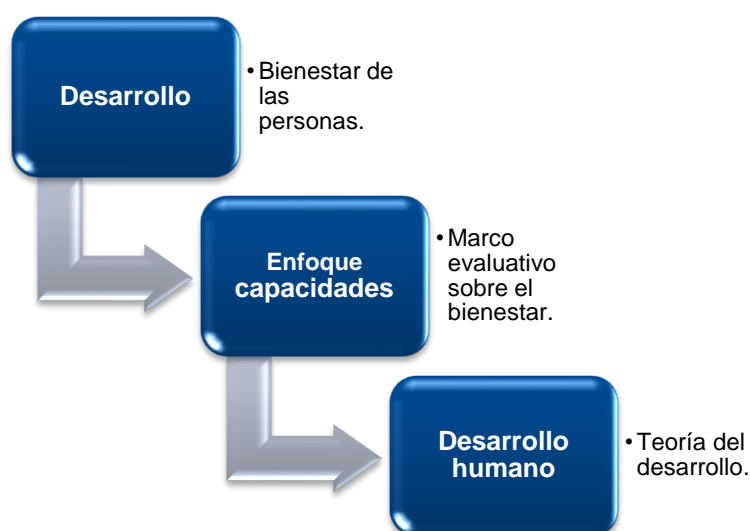 Desarrollo
• Bienestar de
las
personas.
Enfoque
capacidades
• Marco
evaluativo
sobre el
bienestar.
Desarrollo
humano
• Teoría del
desarrollo.